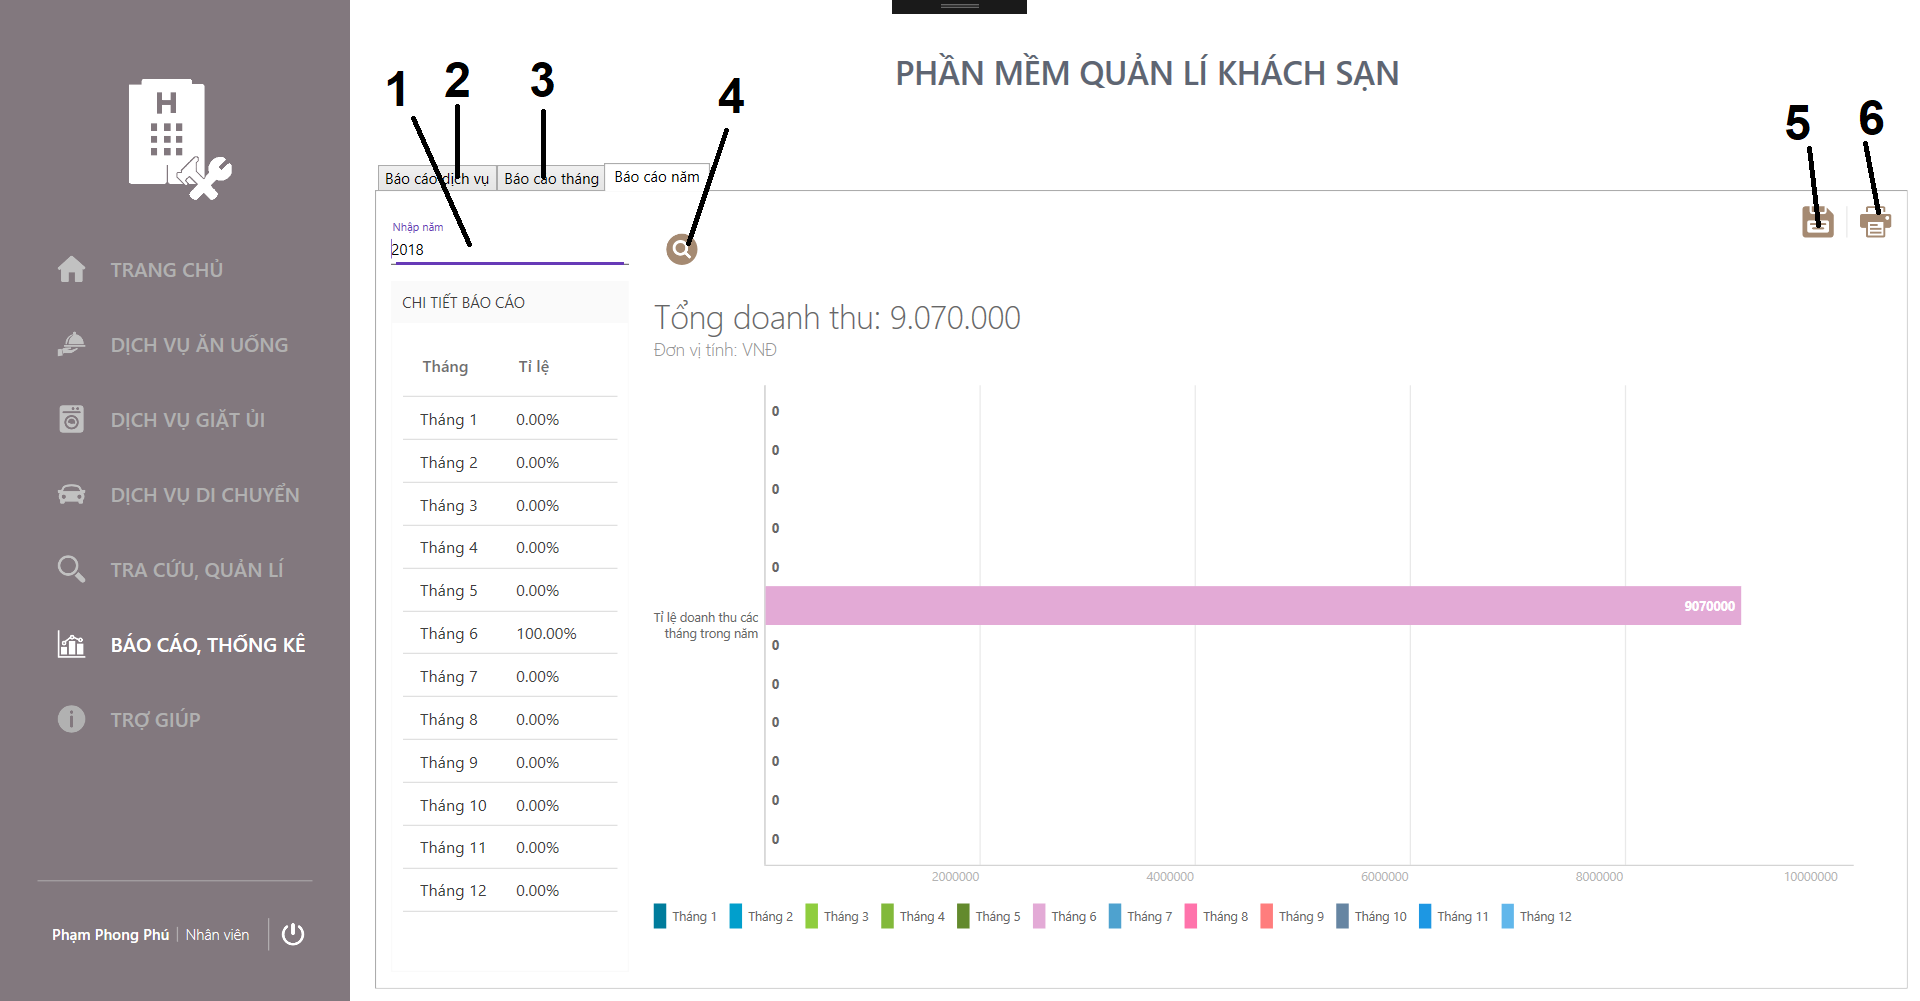 H
TRANG CHỦ
DỊCH VỤ ĂN UỐNG
DỊCH VỤ GIẶT ỦI
DỊCH VỤ DI CHUYỂN
TRA CỨU, QUẢN LÍ
BÁO CÁO, THỐNG KÊ
TRỢ GIÚP
Phạm Phong Phú | Nhân viên
PHẦN MỀM QUẢN LÍ KHÁCH SẠN
1 2 3 4 5 6
Báo cáo dịch vụ Báo cáo tháng Báo cáo năm
Nhập năm
2018
CHI TIẾT BÁO CÁO
Tháng Tỉ lệ
Tháng 1 0.00%
Tháng 2 0.00%
Tháng 3 0.00%
Tháng 4 0.00%
Tháng 5 0.00%
Tháng 6 100.00%
Tháng 7 0.00%
Tháng 8 0.00%
Tháng 9 0.00%
Tháng 10 0.00%
Tháng 11 0.00%
Tháng 12 0.00%
Tổng doanh thu: 9.070.000
Đơn vị tính: VNĐ
0
0
0
0
0
9070000
Tỉ lệ doanh thu các
tháng trong năm
0
0
0
0
0
0
2000000 4000000 6000000 8000000 10000000
Tháng 1 Tháng 2 Tháng 3 Tháng 4 Tháng 5 Tháng 6 Tháng 7 Tháng 8 Tháng 9 Tháng 10 Tháng 11 Tháng 12